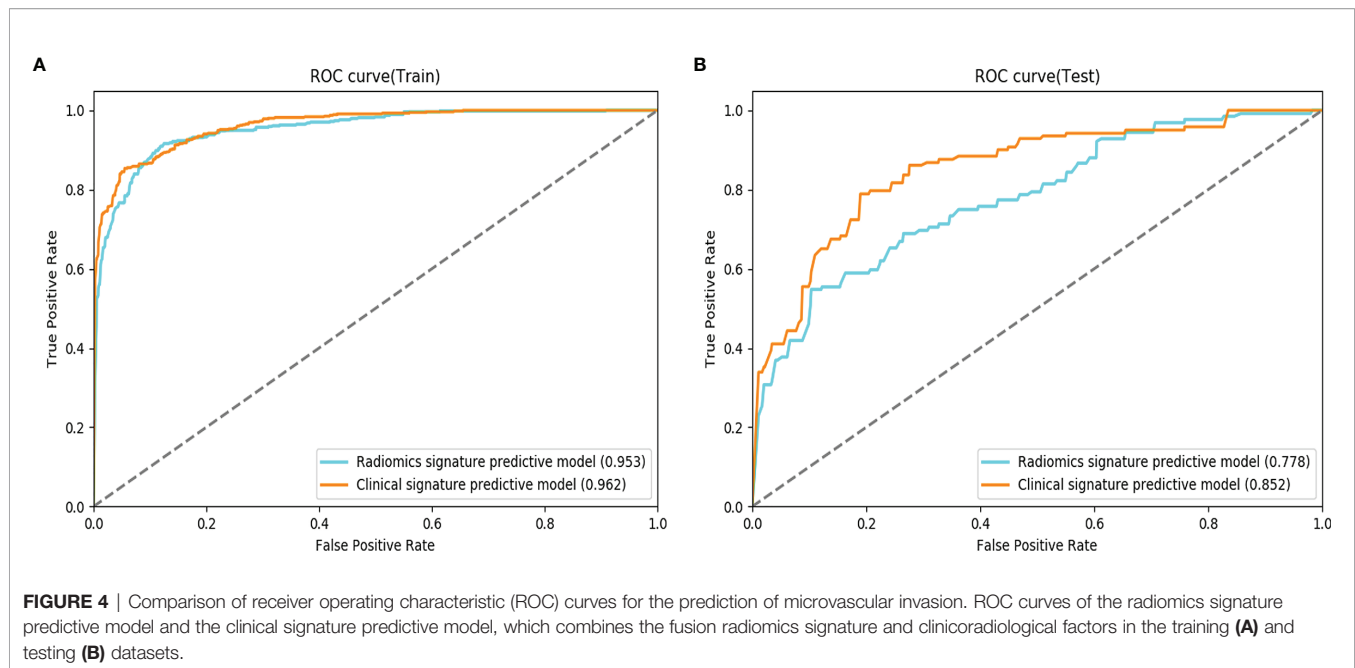 A
ROC curve(Train)
1.0
0.8
0.6
0.4
0.2
0.0
True Positive Rate
0.0 0.2 0.4 0.6 0.8 1.0
False Positive Rate
Radiomics signature predictive model (0.953)
Clinical signature predictive model (0.962)
B
ROC curve(Test)
1.0
0.8
0.6
0.4
0.2
0.0
True Positive Rate
0.0 0.2 0.4 0.6 0.8 1.0
False Positive Rate
Radiomics signature predictive model (0.778)
Clinical signature predictive model (0.852)
FIGURE 4 | Comparison of receiver operating characteristic (ROC) curves for the prediction of microvascular invasion. ROC curves of the radiomics signature
predictive model and the clinical signature predictive model, which combines the fusion radiomics signature and clinicoradiological factors in the training (A) and
testing (B) datasets.